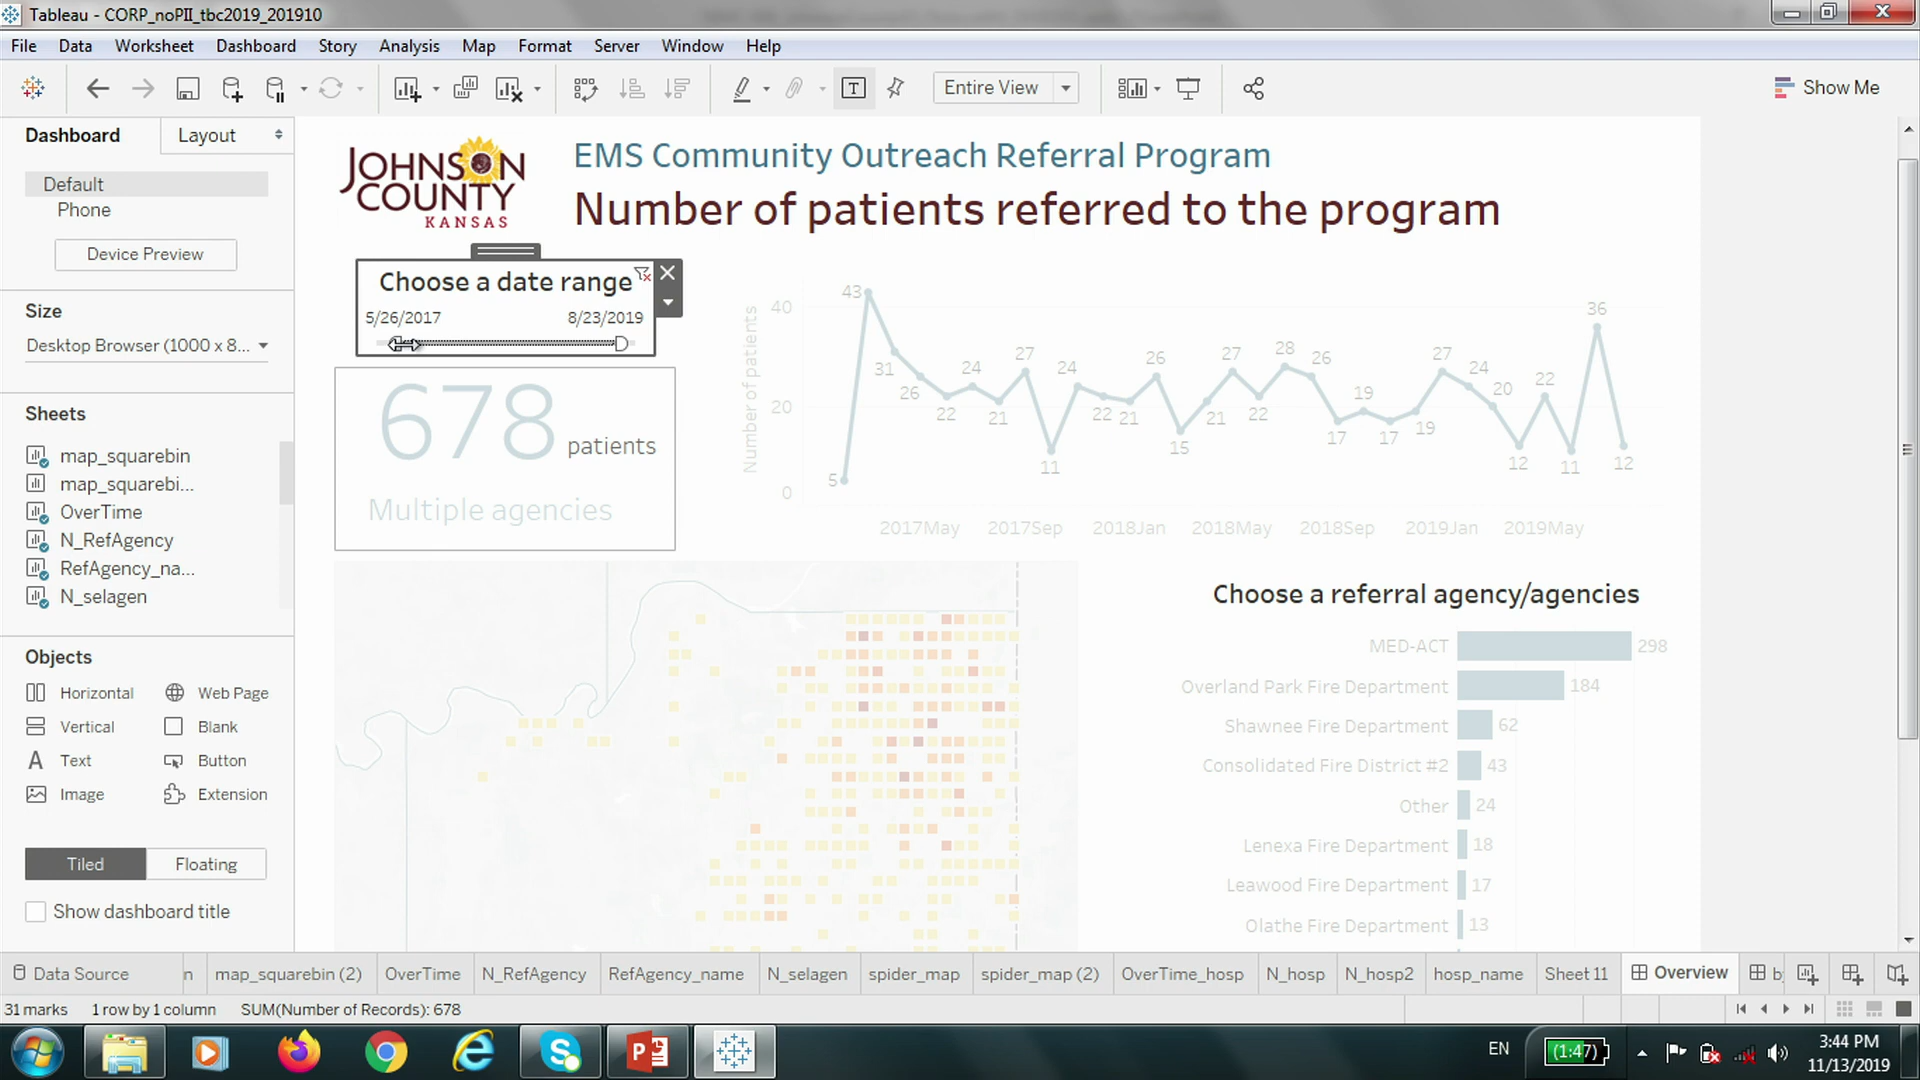 Tableau - CORP_noPII_tbc2019_201910
File Data Worksheet Dashboard Story Analysis Map Format Server Window Help
Entire View
Show Me
Dashboard
Layout
Default
Phone
Device Preview
Size
Desktop Browser (1000 x 8...
Sheets
map_squarebin
map_squarebi...
OverTime
N_RefAgency
RefAgency_na...
N_selagen
Objects
Horizontal
Web Page
Vertical
Blank
Text
Button
Image
Extension
Tiled
Floating
Show dashboard title
JOHNSON
COUNTY
KANSAS
EMS Community Outreach Referral Program
Number of patients referred to the program
Choose a date range
5/26/2017
8/23/2019
678 patients
Multiple agencies
Number of patients
40
20
0
5
43
31
26
22
24
21
27
11
24
22
21
26
15
21
27
22
28
26
17
19
17
19
27
24
20
12
22
11
36
12
2017May
2017Sep
2018Jan
2018May
2018Sep
2019Jan
2019May
Choose a referral agency/agencies
MED-ACT 298
Overland Park Fire Department 184
Shawnee Fire Department 62
Consolidated Fire District #2 43
Other 24
Lenexa Fire Department 18
Leawood Fire Department 17
Olathe Fire Department 13
Data Source
n
map_squarebin (2)
OverTime
N_RefAgency
RefAgency_name
N_selagen
spider_map
spider_map (2)
OverTime_hosp
N_hosp
N_hosp2
hosp_name
Sheet 11
Overview
31 marks
1 row by 1 column
SUM(Number of Records): 678
EN
(1:47)
3:44 PM
11/13/2019